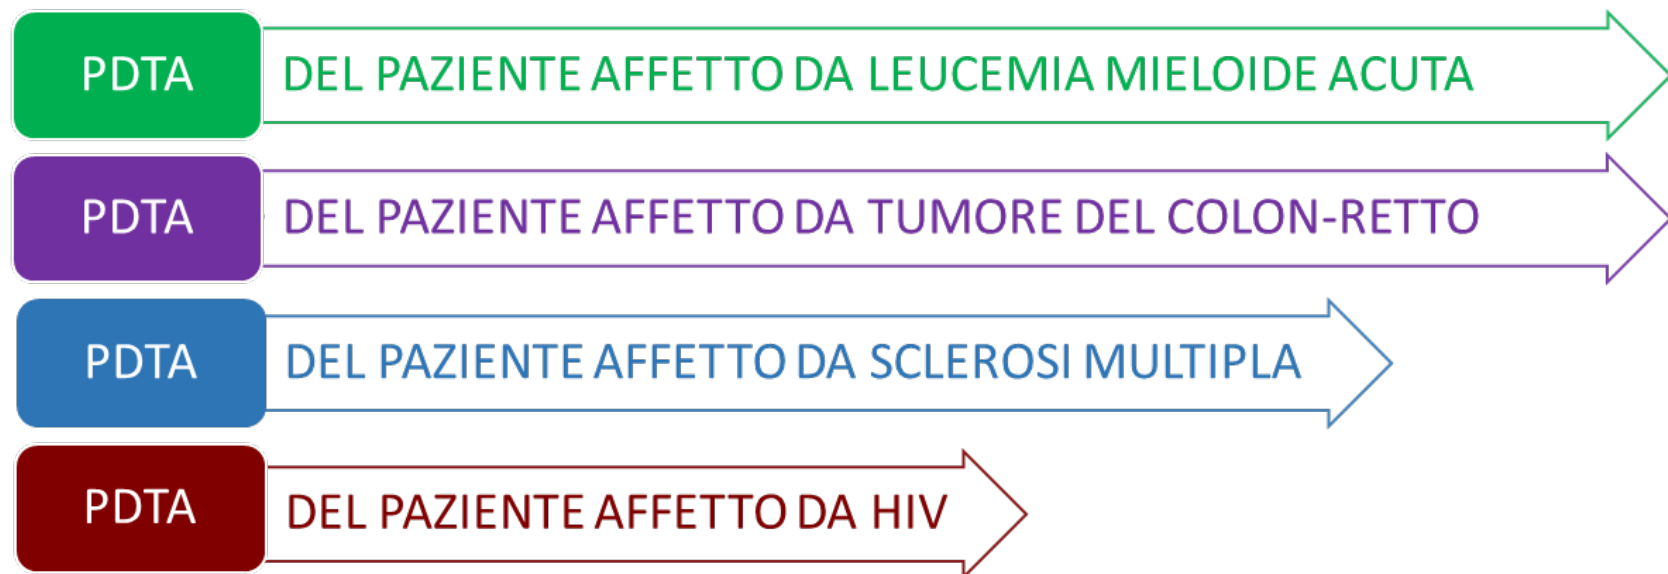 PDTA DEL PAZIENTE AFFETTO DA LEUCEMIA MIELOIDE ACUTA
PDTA DEL PAZIENTE AFFETTO DA TUMORE DEL COLON-RETTO
PDTA DEL PAZIENTE AFFETTO DA SCLEROSI MULTIPLA
PDTA DEL PAZIENTE AFFETTO DA HIV